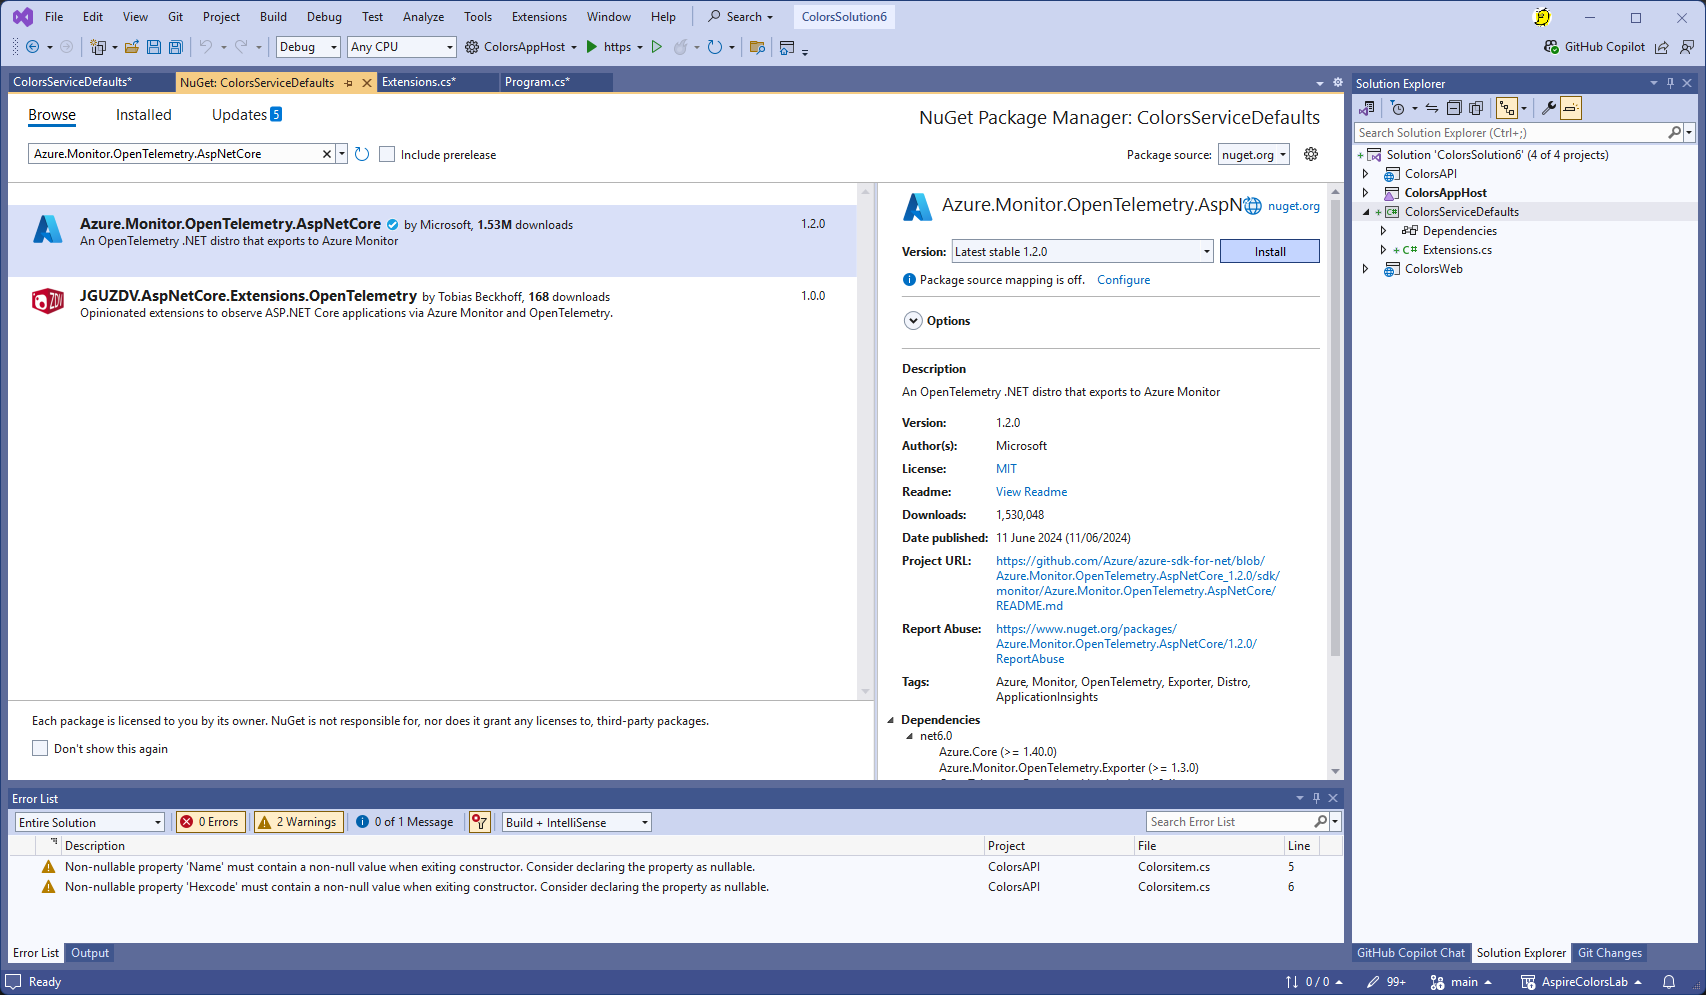 File Edit View Git Project Build Debug Test Analyze Tools Extensions Window Help Search ColorsSolution6
Debug Any CPU ColorsAppHost https GitHub Copilot
ColorsServiceDefaults* NuGet: ColorsServiceDefaults Extensions.cs* Program.cs*
Browse Installed Updates 5
NuGet Package Manager: ColorsServiceDefaults
Azure.Monitor.OpenTelemetry.AspNetCore Include prerelease
Package source: nuget.org
Azure.Monitor.OpenTelemetry.AspNetCore by Microsoft, 1.53M downloads 1.2.0
An OpenTelemetry .NET distro that exports to Azure Monitor
JGUZDV.AspNetCore.Extensions.OpenTelemetry by Tobias Beckhoff, 168 downloads 1.0.0
Opinionated extensions to observe ASP.NET Core applications via Azure Monitor and OpenTelemetry.
ZDV
Each package is licensed to you by its owner. NuGet is not responsible for, nor does it grant any licenses to, third-party packages.
Don't show this again
Azure.Monitor.OpenTelemetry.AspN nuget.org
Version: Latest stable 1.2.0 Install
Package source mapping is off. Configure
Options
Description
An OpenTelemetry .NET distro that exports to Azure Monitor
Version: 1.2.0
Author(s): Microsoft
License: MIT
Readme: View Readme
Downloads: 1,530,048
Date published: 11 June 2024 (11/06/2024)
Project URL: https://github.com/Azure/azure-sdk-for-net/blob/
Azure.Monitor.OpenTelemetry.AspNetCore_1.2.0/sdk/
monitor/Azure.Monitor.OpenTelemetry.AspNetCore/
README.md
Report Abuse: https://www.nuget.org/packages/
Azure.Monitor.OpenTelemetry.AspNetCore/1.2.0/
ReportAbuse
Tags: Azure, Monitor, OpenTelemetry, Exporter, Distro,
ApplicationInsights
Dependencies
net6.0
Azure.Core (>= 1.40.0)
Azure.Monitor.OpenTelemetry.Exporter (>= 1.3.0)
Solution Explorer
Search Solution Explorer (Ctrl+;)
Solution 'ColorsSolution6' (4 of 4 projects)
ColorsAPI
ColorsAppHost
C# ColorsServiceDefaults
Dependencies
C# Extensions.cs
ColorsWeb
Error List
Entire Solution 0 Errors 2 Warnings 0 of 1 Message Build + IntelliSense Search Error List
Description Project File Line
Non-nullable property 'Name' must contain a non-null value when exiting constructor. Consider declaring the property as nullable. ColorsAPI Colorsitem.cs 5
Non-nullable property 'Hexcode' must contain a non-null value when exiting constructor. Consider declaring the property as nullable. ColorsAPI Colorsitem.cs 6
Error List Output
GitHub Copilot Chat Solution Explorer Git Changes
Ready 0 / 0 99+ main AspireColorsLab